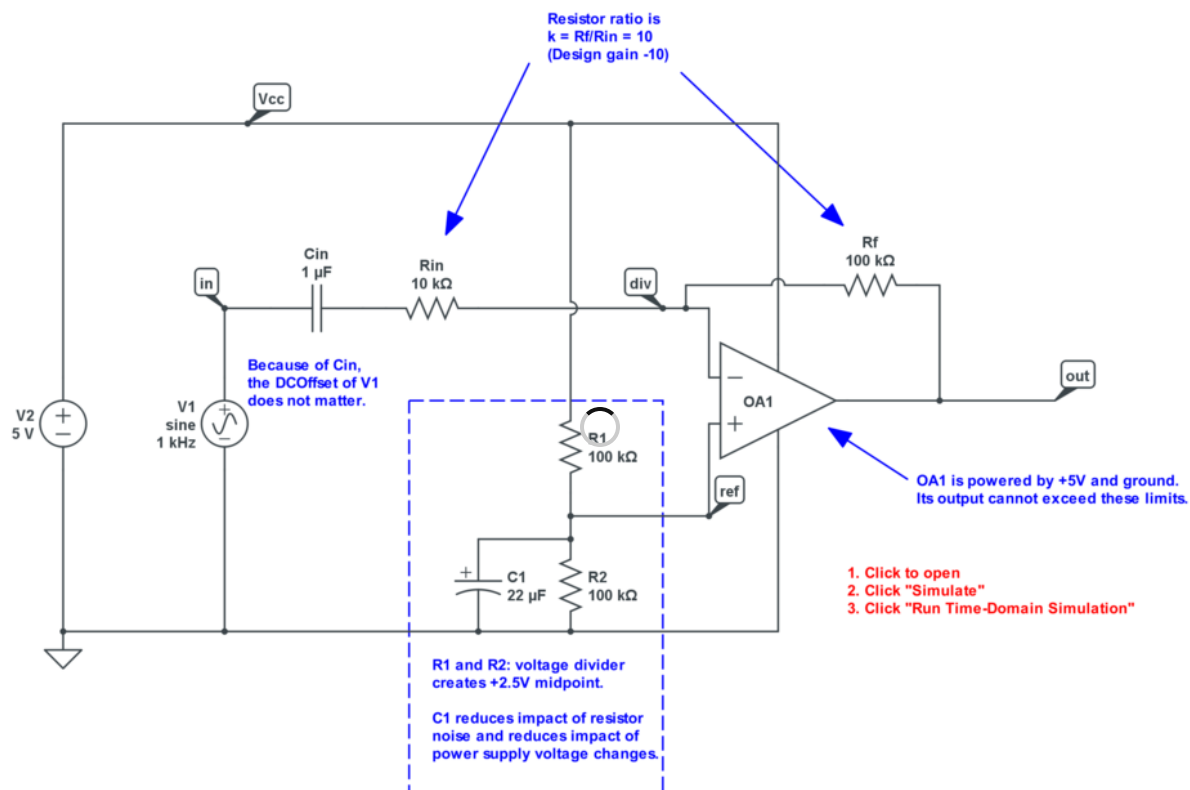 Resistor ratio is
k = Rf/Rin = 10
(Design gain -10)
Vcc
Rf
100 kΩ
Cin
1 µF
Rin
10 kΩ
in
div
Because of Cin,
the DCOffset of V1
does not matter.
out
V2
5 V
V1
sine
1 kHz
OA1
R1
100 kΩ
OA1 is powered by +5V and ground.
Its output cannot exceed these limits.
ref
C1
22 µF
R2
100 kΩ
1. Click to open
2. Click "Simulate"
3. Click "Run Time-Domain Simulation"
R1 and R2: voltage divider
creates +2.5V midpoint.
C1 reduces impact of resistor
noise and reduces impact of
power supply voltage changes.